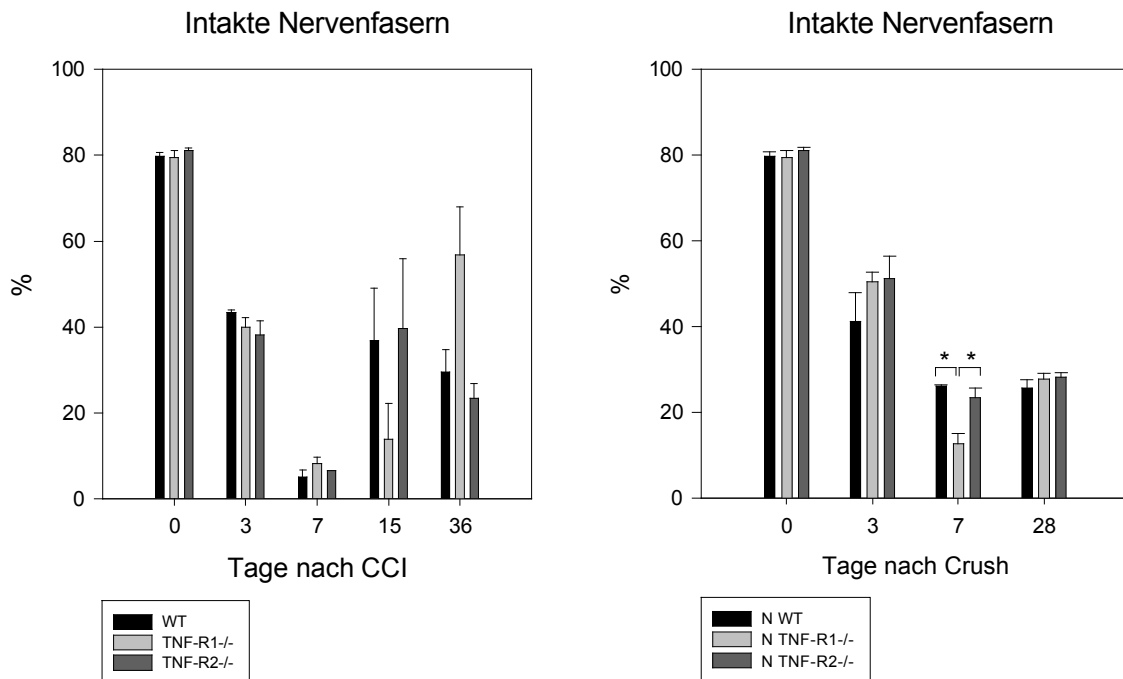 Intakte Nervenfasern
100
80
60
40
20
0
%
0 3 7 15 36
Tage nach CCI
WT
TNF-R1-/-
TNF-R2-/-
Intakte Nervenfasern
100
80
60
40
20
0
%
* *
0 3 7 28
Tage nach Crush
N WT
N TNF-R1-/-
N TNF-R2-/-